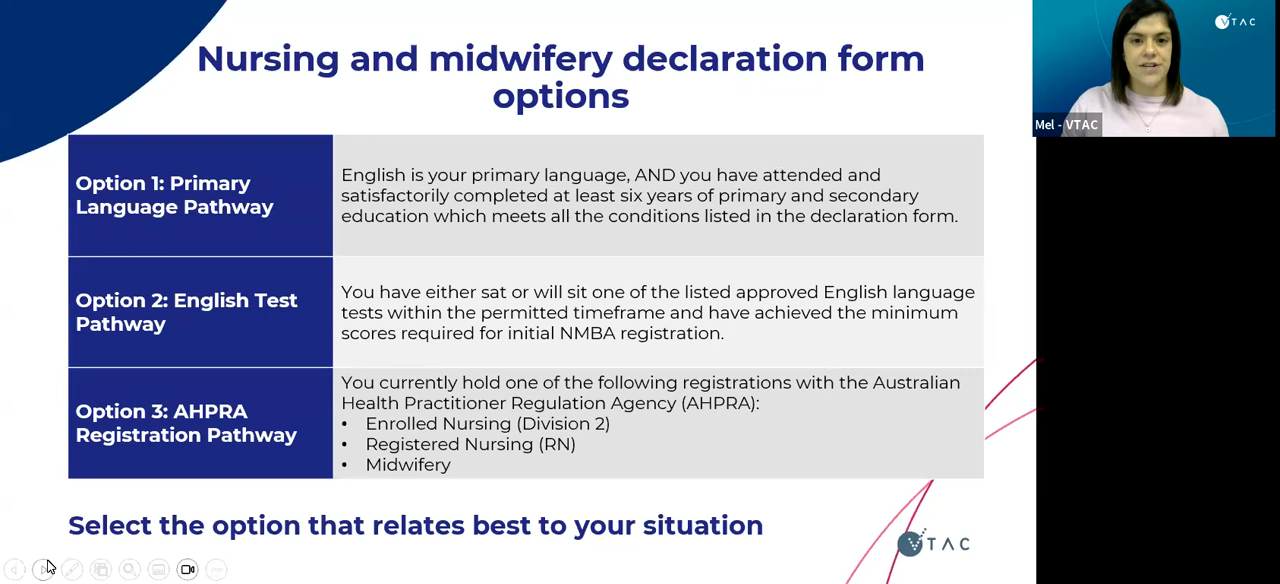 Nursing and midwifery declaration form
options
Option 1: Primary
Language Pathway
English is your primary language, AND you have attended and
satisfactorily completed at least six years of primary and secondary
education which meets all the conditions listed in the declaration form.
Option 2: English Test
Pathway
You have either sat or will sit one of the listed approved English language
tests within the permitted timeframe and have achieved the minimum
scores required for initial NMBA registration.
Option 3: AHPRA
Registration Pathway
You currently hold one of the following registrations with the Australian
Health Practitioner Regulation Agency (AHPRA):
• Enrolled Nursing (Division 2)
• Registered Nursing (RN)
• Midwifery
Select the option that relates best to your situation
VTAC
VTAC
Mel - VTAC